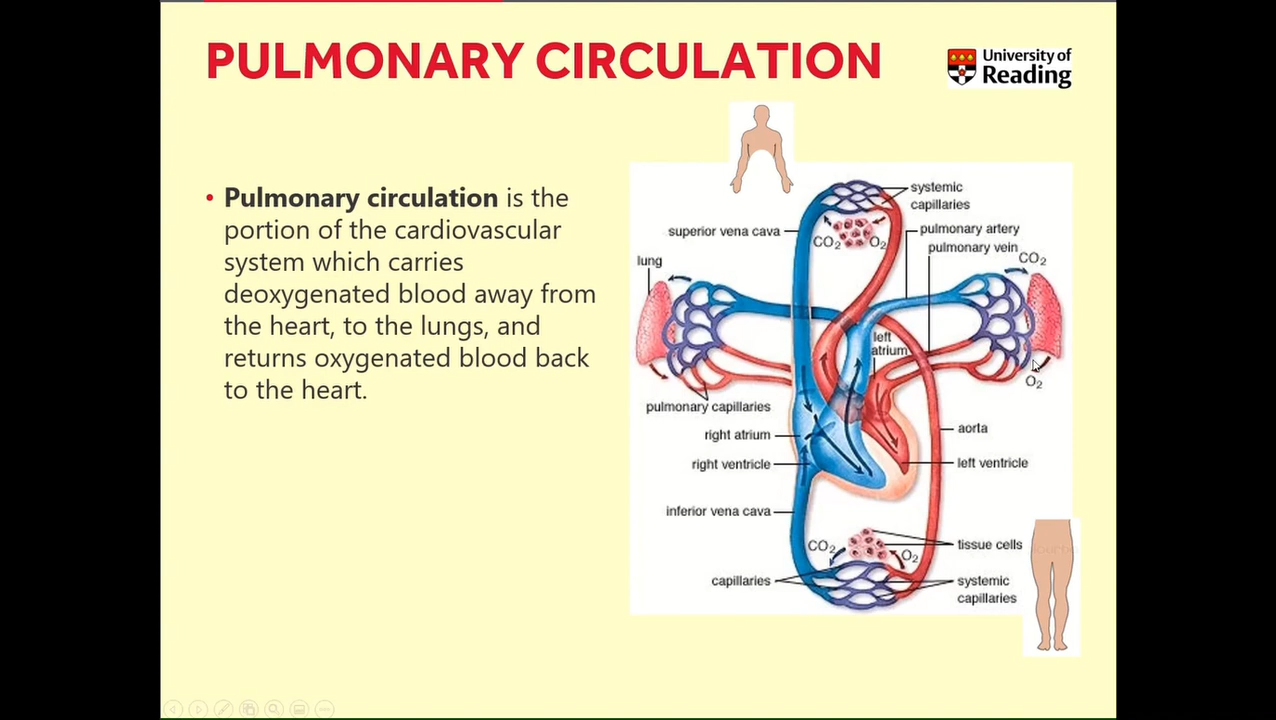 PULMONARY CIRCULATION
University of
Reading
• Pulmonary circulation is the
portion of the cardiovascular
system which carries
deoxygenated blood away from
the heart, to the lungs, and
returns oxygenated blood back
to the heart.
systemic
capillaries
superior vena cava
CO2
O2
pulmonary artery
pulmonary vein
lung
CO2
left
atrium
O2
pulmonary capillaries
right atrium
aorta
right ventricle
left ventricle
inferior vena cava
CO2
O2
tissue cells
capillaries
systemic
capillaries